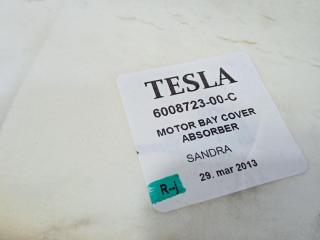 TESLA
6008723-00-C
MOTOR BAY COVER
ABSORBER
SANDRA
29. mar 2013